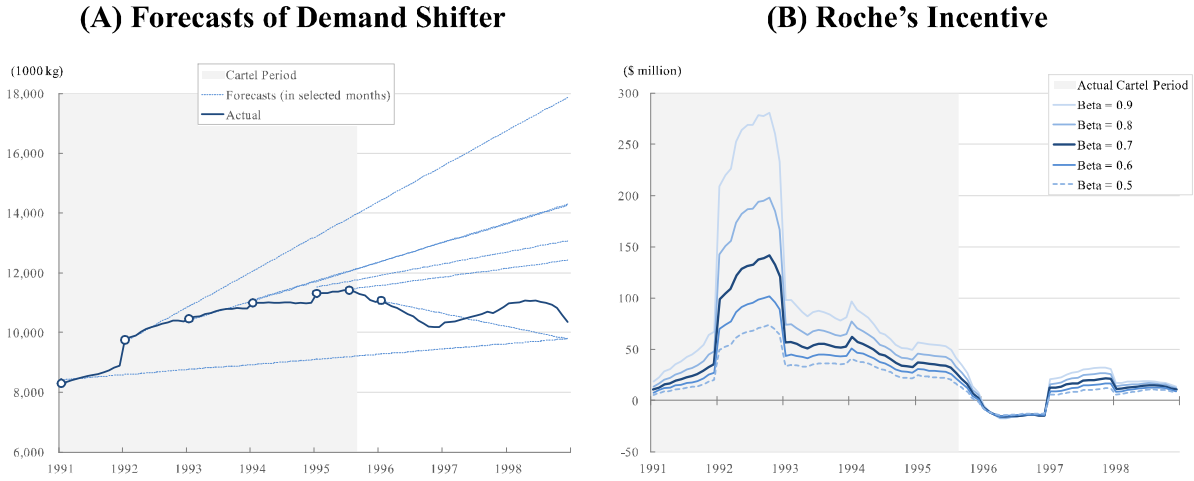 (A) Forecasts of Demand Shifter
(1000 kg)
Cartel Period
Forecasts (in selected months)
Actual
18,000
16,000
14,000
12,000
10,000
8,000
6,000
1991 1992 1993 1994 1995 1996 1997 1998
(B) Roche’s Incentive
($ million)
Actual Cartel Period
Beta = 0.9
Beta = 0.8
Beta = 0.7
Beta = 0.6
Beta = 0.5
300
250
200
150
100
50
0
-50
1991 1992 1993 1994 1995 1996 1997 1998